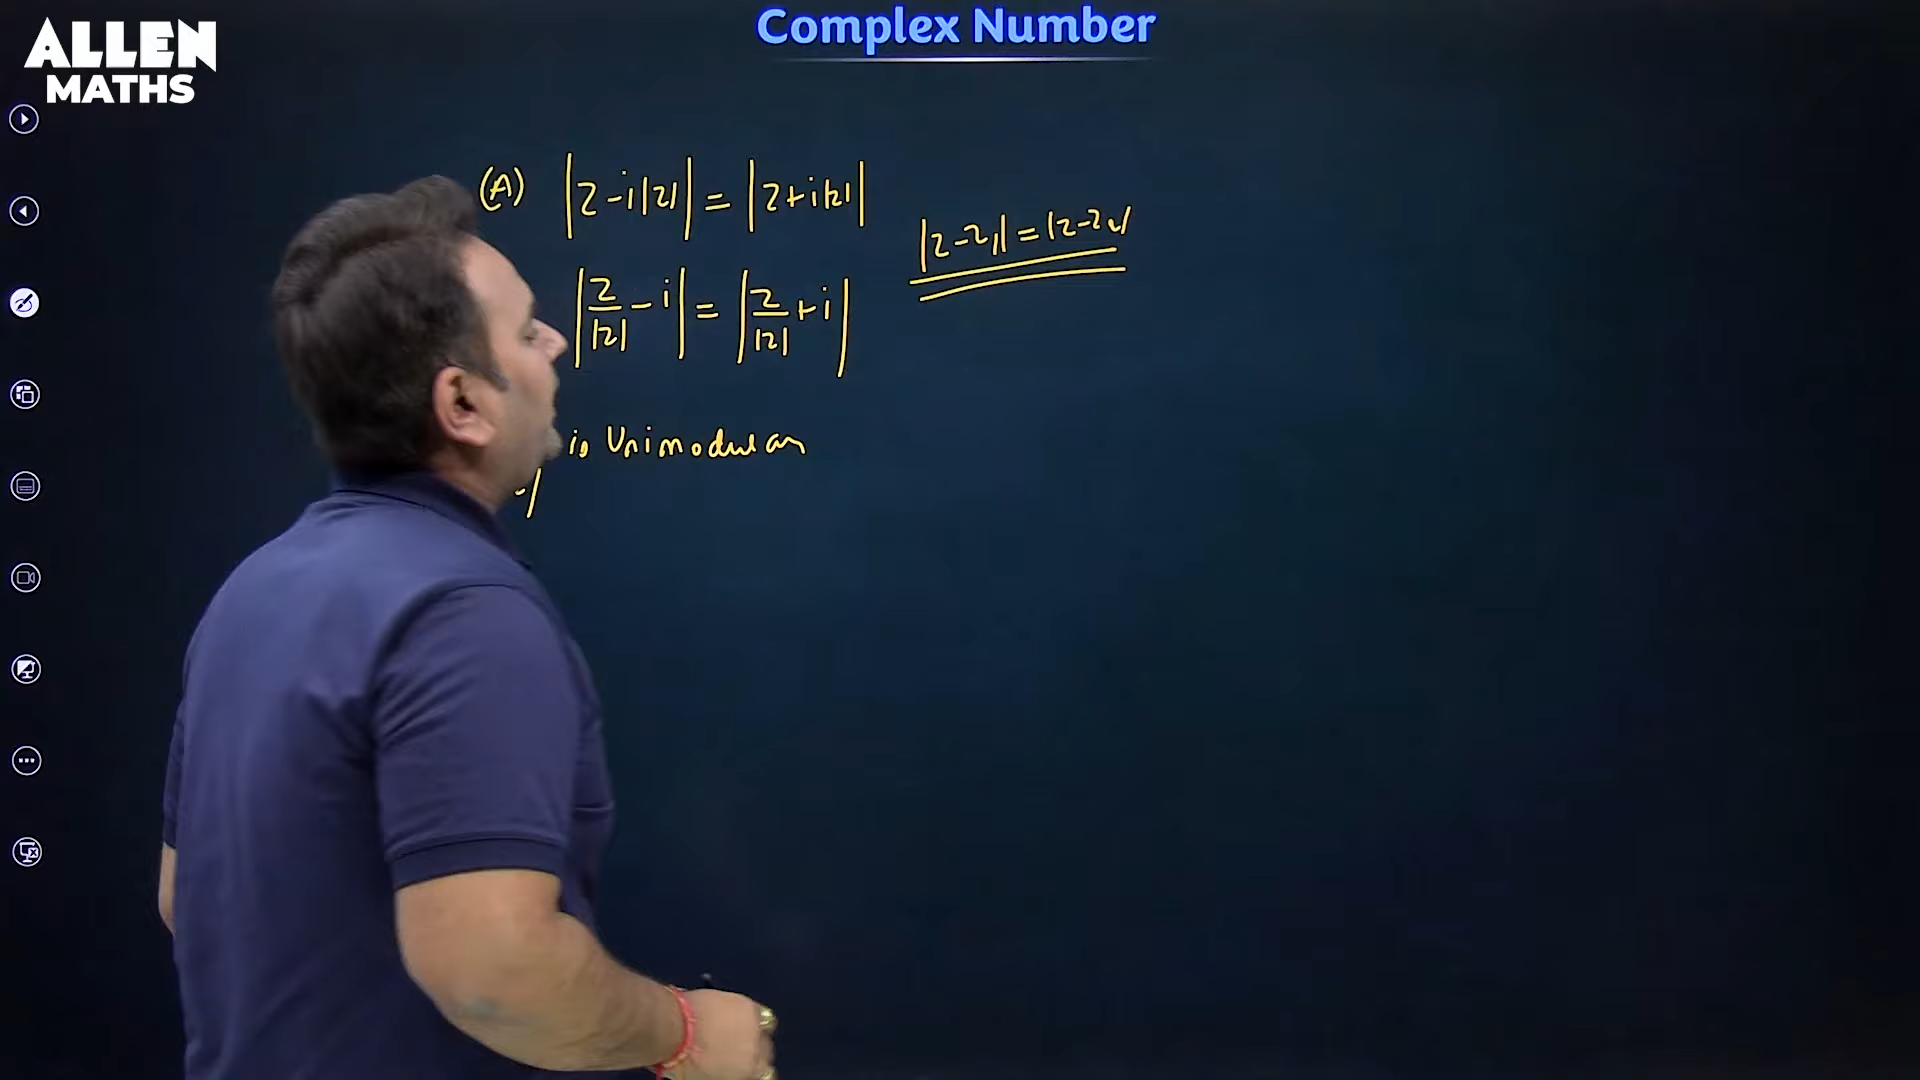 Complex Number
ALLEN
MATHS
(A) |z-i|z|| = |z+i|z||
|z-z₁| = |z-z₂|
|z/|z| - i| = |z/|z| + i|
is Unimodular